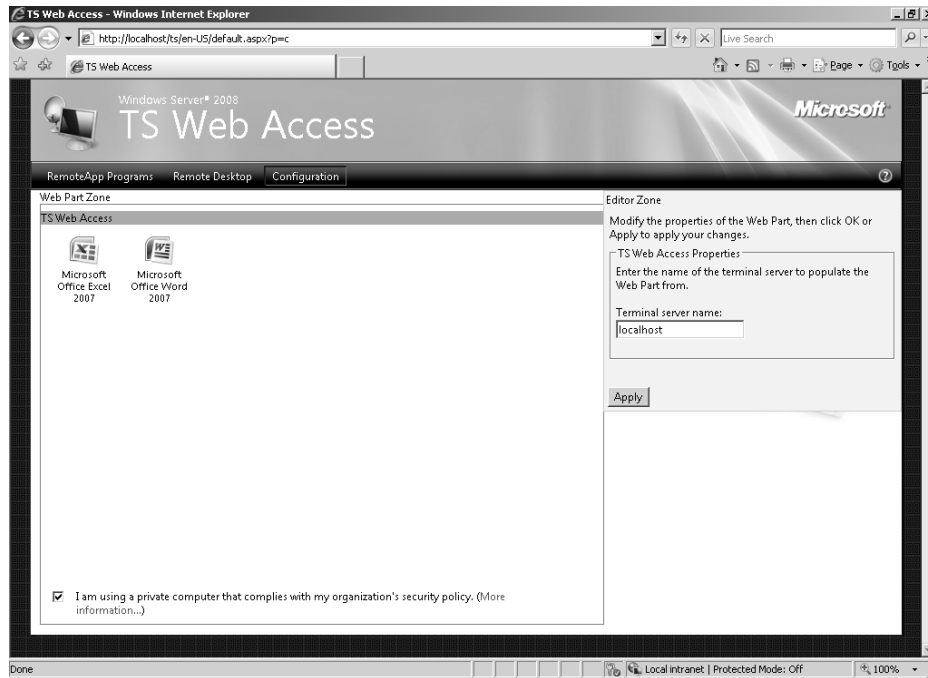 TS Web Access - Windows Internet Explorer
http://localhost/ts/en-US/default.aspx?p=c
Live Search
TS Web Access
Page
Tools
Windows Server® 2008
TS Web Access
Microsoft
RemoteApp Programs Remote Desktop Configuration
Web Part Zone
TS Web Access
Microsoft
Office Excel
2007
Microsoft
Office Word
2007
I am using a private computer that complies with my organization's security policy. (More
information...)
Editor Zone
Modify the properties of the Web Part, then click OK or
Apply to apply your changes.
TS Web Access Properties
Enter the name of the terminal server to populate the
Web Part from.
Terminal server name:
localhost
Apply
Done
Local intranet | Protected Mode: Off
100%